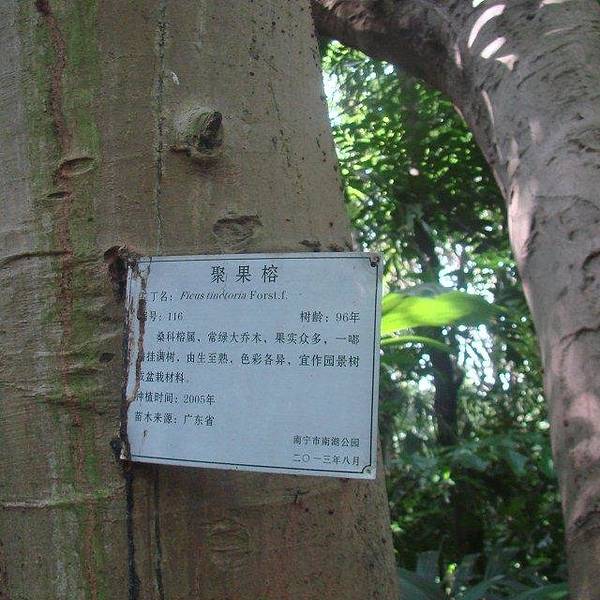 聚果榕
丁名：Ficus tinctoria Forst.f.
号：116 树龄：96年
桑科榕属、常绿大乔木，果实众多，一嘟
挂满树，由生至熟，色彩各异，宜作园景树
盆栽材料。
种植时间：2005年
苗木来源：广东省
南宁市南湖公园
二〇一三年八月